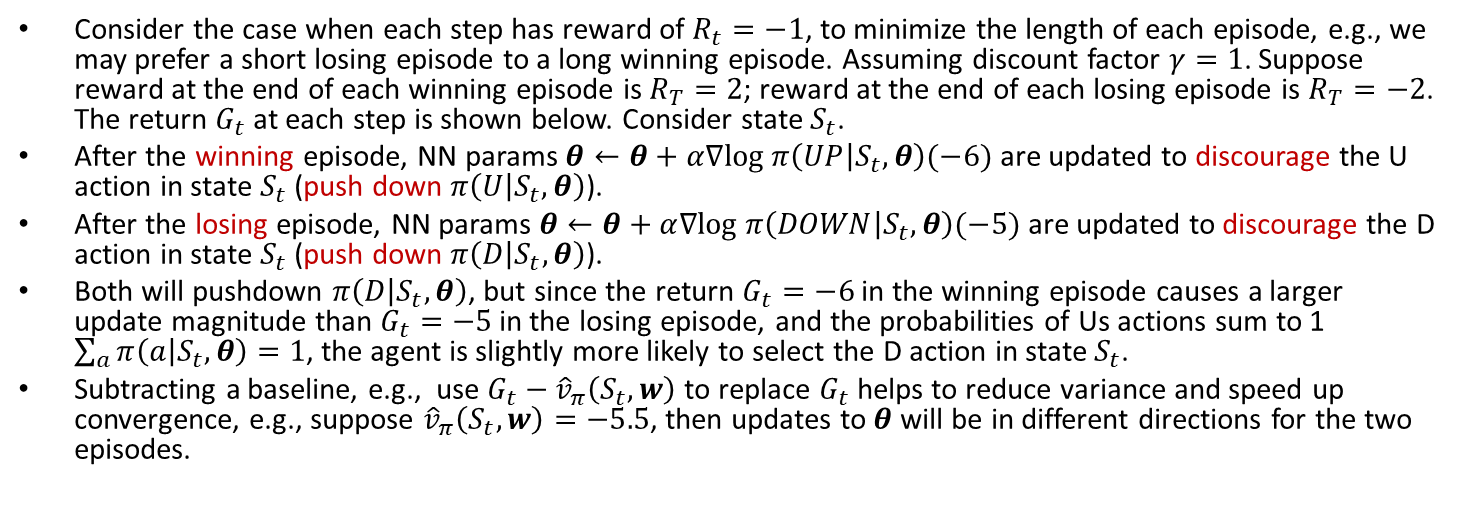 • Consider the case when each step has reward of R_t = −1, to minimize the length of each episode, e.g., we
may prefer a short losing episode to a long winning episode. Assuming discount factor γ = 1. Suppose
reward at the end of each winning episode is R_T = 2; reward at the end of each losing episode is R_T = −2.
The return G_t at each step is shown below. Consider state S_t.
• After the winning episode, NN params θ ← θ + α∇log π(UP|S_t, θ)(−6) are updated to discourage the U
action in state S_t (push down π(U|S_t, θ)).
• After the losing episode, NN params θ ← θ + α∇log π(DOWN|S_t, θ)(−5) are updated to discourage the D
action in state S_t (push down π(D|S_t, θ)).
• Both will pushdown π(D|S_t, θ), but since the return G_t = −6 in the winning episode causes a larger
update magnitude than G_t = −5 in the losing episode, and the probabilities of Us actions sum to 1
∑_a π(a|S_t, θ) = 1, the agent is slightly more likely to select the D action in state S_t.
• Subtracting a baseline, e.g., use G_t − v̂_π(S_t, w) to replace G_t helps to reduce variance and speed up
convergence, e.g., suppose v̂_π(S_t, w) = −5.5, then updates to θ will be in different directions for the two
episodes.